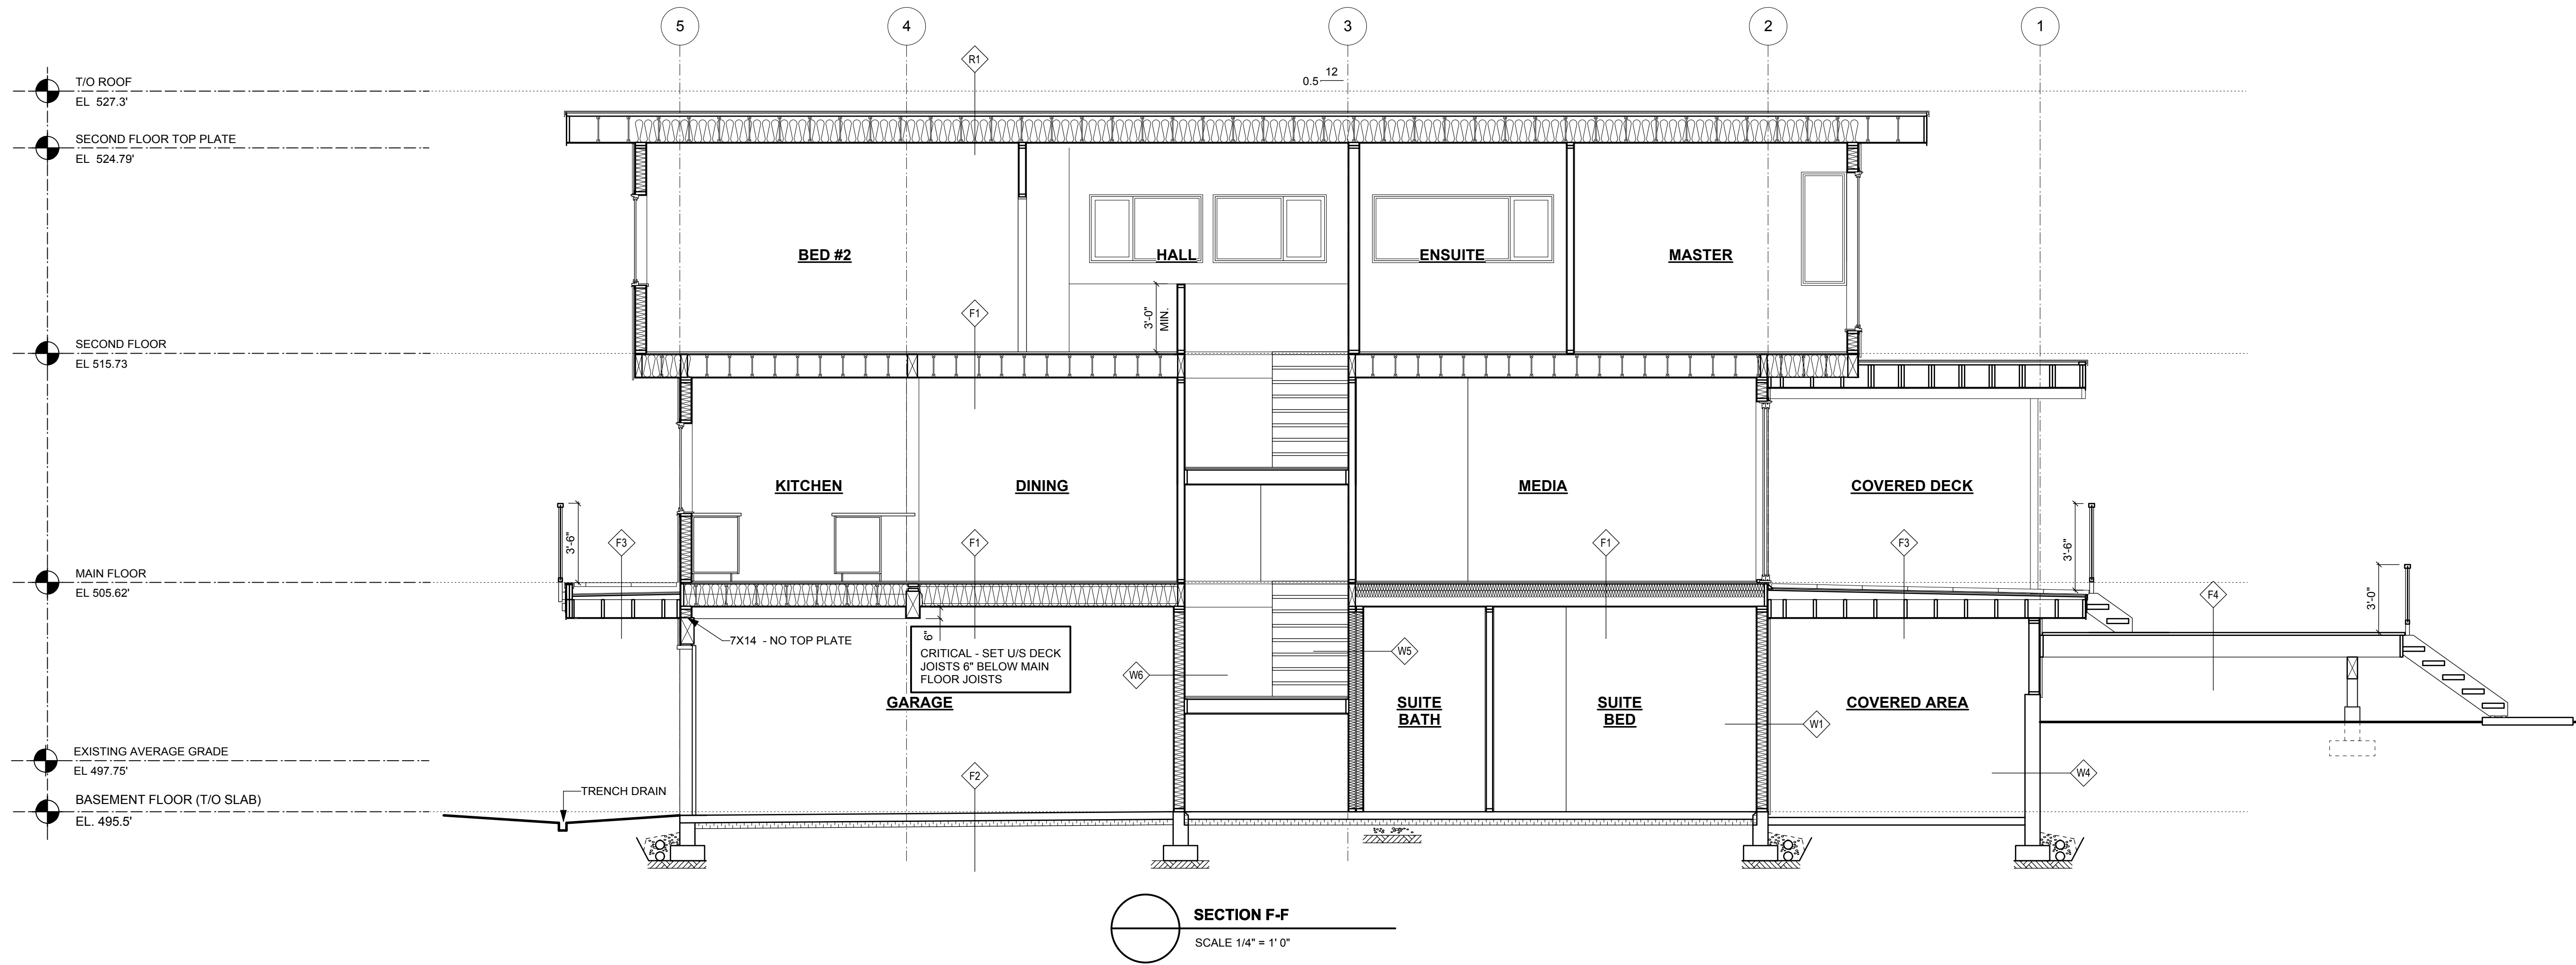 5
4
3
2
1
R1
12
0.5
T/O ROOF
EL 527.3'
SECOND FLOOR TOP PLATE
EL 524.79'
BED #2
HALL
ENSUITE
MASTER
F1
3'-0"
MIN.
SECOND FLOOR
EL 515.73
KITCHEN
DINING
MEDIA
COVERED DECK
3'-6"
F3
F1
F1
F3
3'-6"
MAIN FLOOR
EL 505.62'
F4
3'-0"
7X14 - NO TOP PLATE
6"
CRITICAL - SET U/S DECK
JOISTS 6" BELOW MAIN
FLOOR JOISTS
W6
W5
GARAGE
SUITE
BATH
SUITE
BED
COVERED AREA
W1
EXISTING AVERAGE GRADE
EL 497.75'
F2
W4
TRENCH DRAIN
BASEMENT FLOOR (T/O SLAB)
EL. 495.5'
SECTION F-F
SCALE 1/4" = 1' 0"